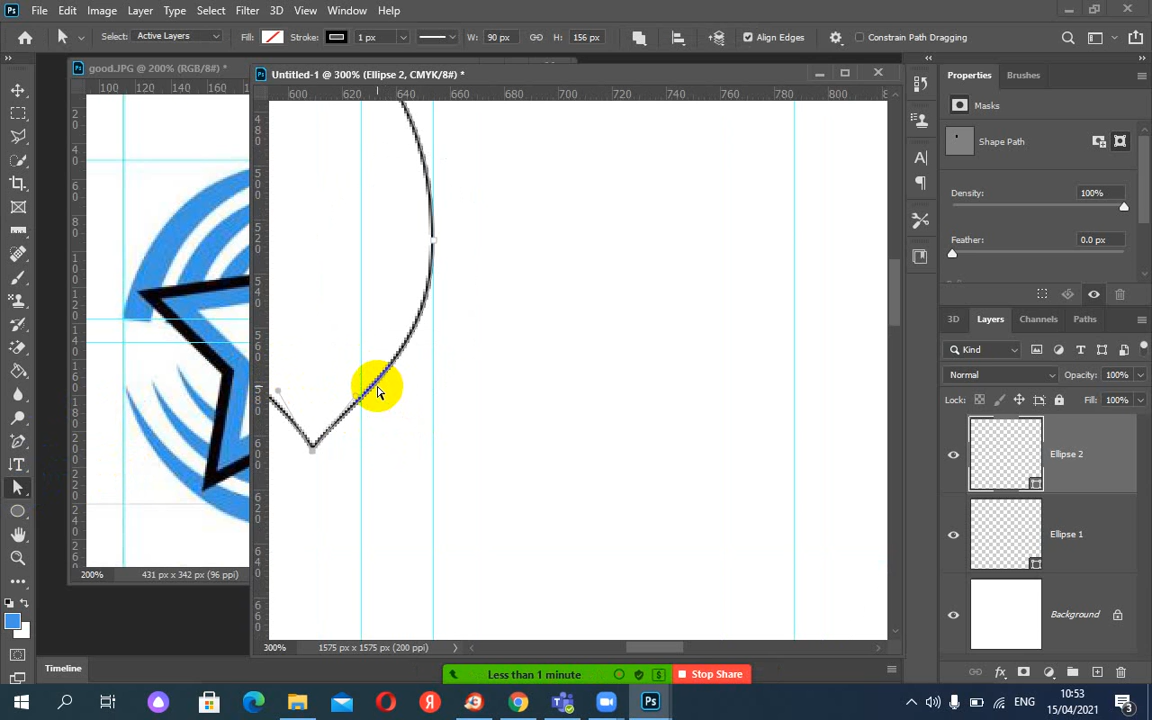 File Edit Image Layer Type Select Filter 3D View Window Help
Select: Active Layers Fill: Stroke: 1 px W: 90 px H: 156 px Align Edges Constrain Path Dragging
good.JPG @ 200% (RGB/8#) *
Untitled-1 @ 300% (Ellipse 2, CMYK/8#) *
100 120 140 160
600 620 640 660 680 700 720 740 760 780 800
Properties Brushes
Masks
Shape Path
Density: 100%
Feather: 0.0 px
3D Layers Channels Paths
Kind
Normal Opacity: 100%
Lock: Fill: 100%
Ellipse 2
Ellipse 1
Background
200% 431 px x 342 px (96 ppi)
300% 1575 px x 1575 px (200 ppi)
Timeline
Less than 1 minute Stop Share
ENG
10:53
15/04/2021
3